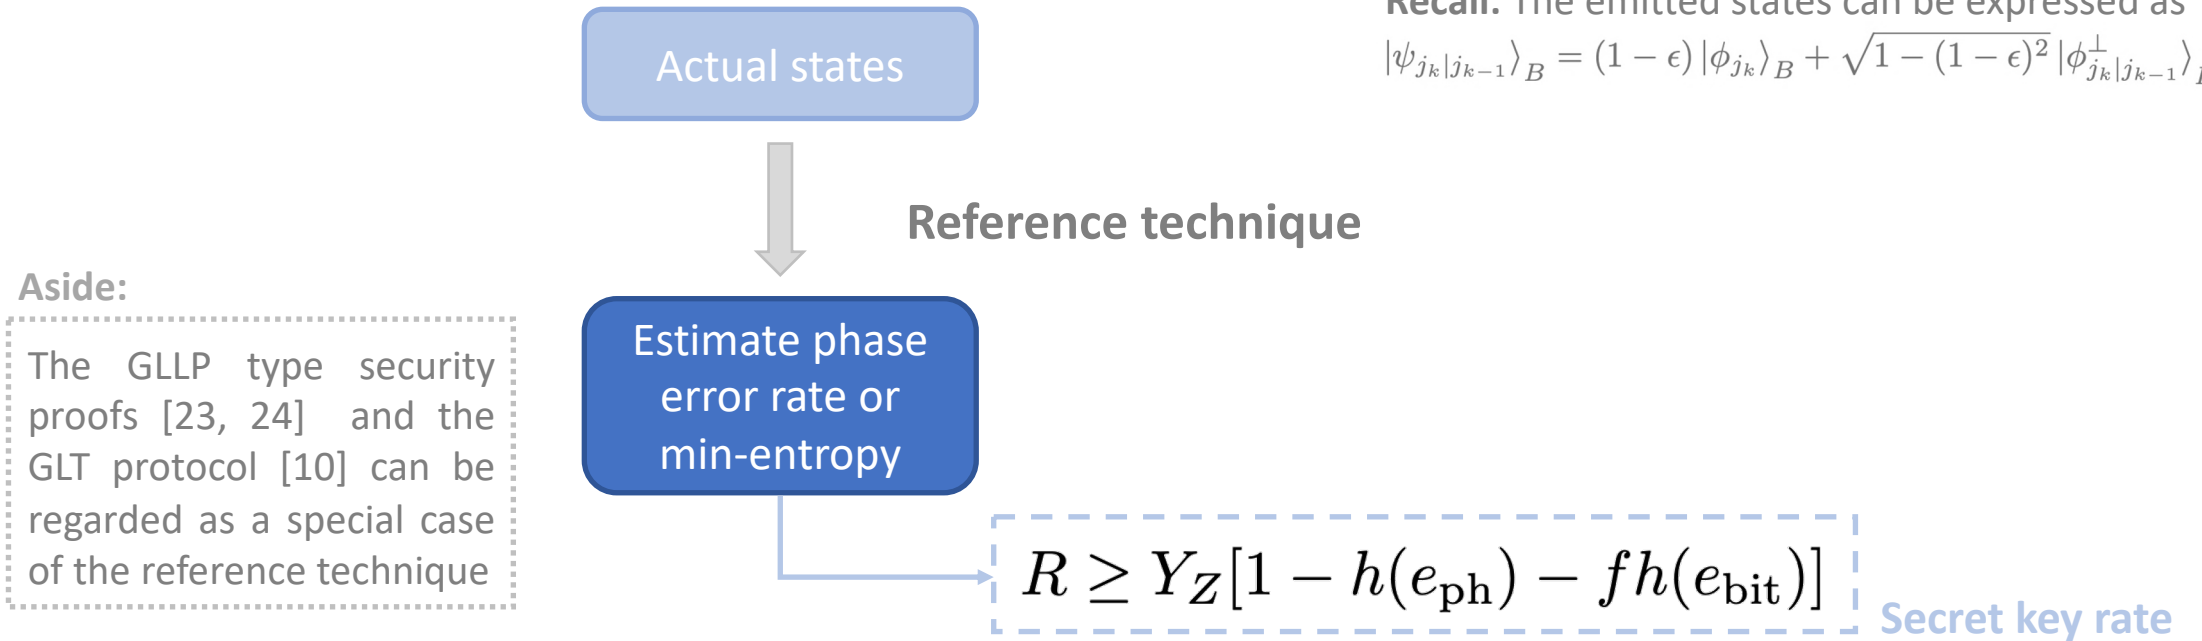 Recall: The emitted states can be expressed as
|ψ_{j_k|j_{k−1}}⟩_B = (1 − ϵ) |ϕ_{j_k}⟩_B + √(1 − (1 − ϵ)²) |ϕ^⊥_{j_k|j_{k−1}}⟩_B
Actual states
Reference technique
Aside:
The GLLP type security
proofs [23, 24] and the
GLT protocol [10] can be
regarded as a special case
of the reference technique
Estimate phase
error rate or
min-entropy
R ≥ Y_Z[1 − h(e_ph) − fh(e_bit)]
Secret key rate